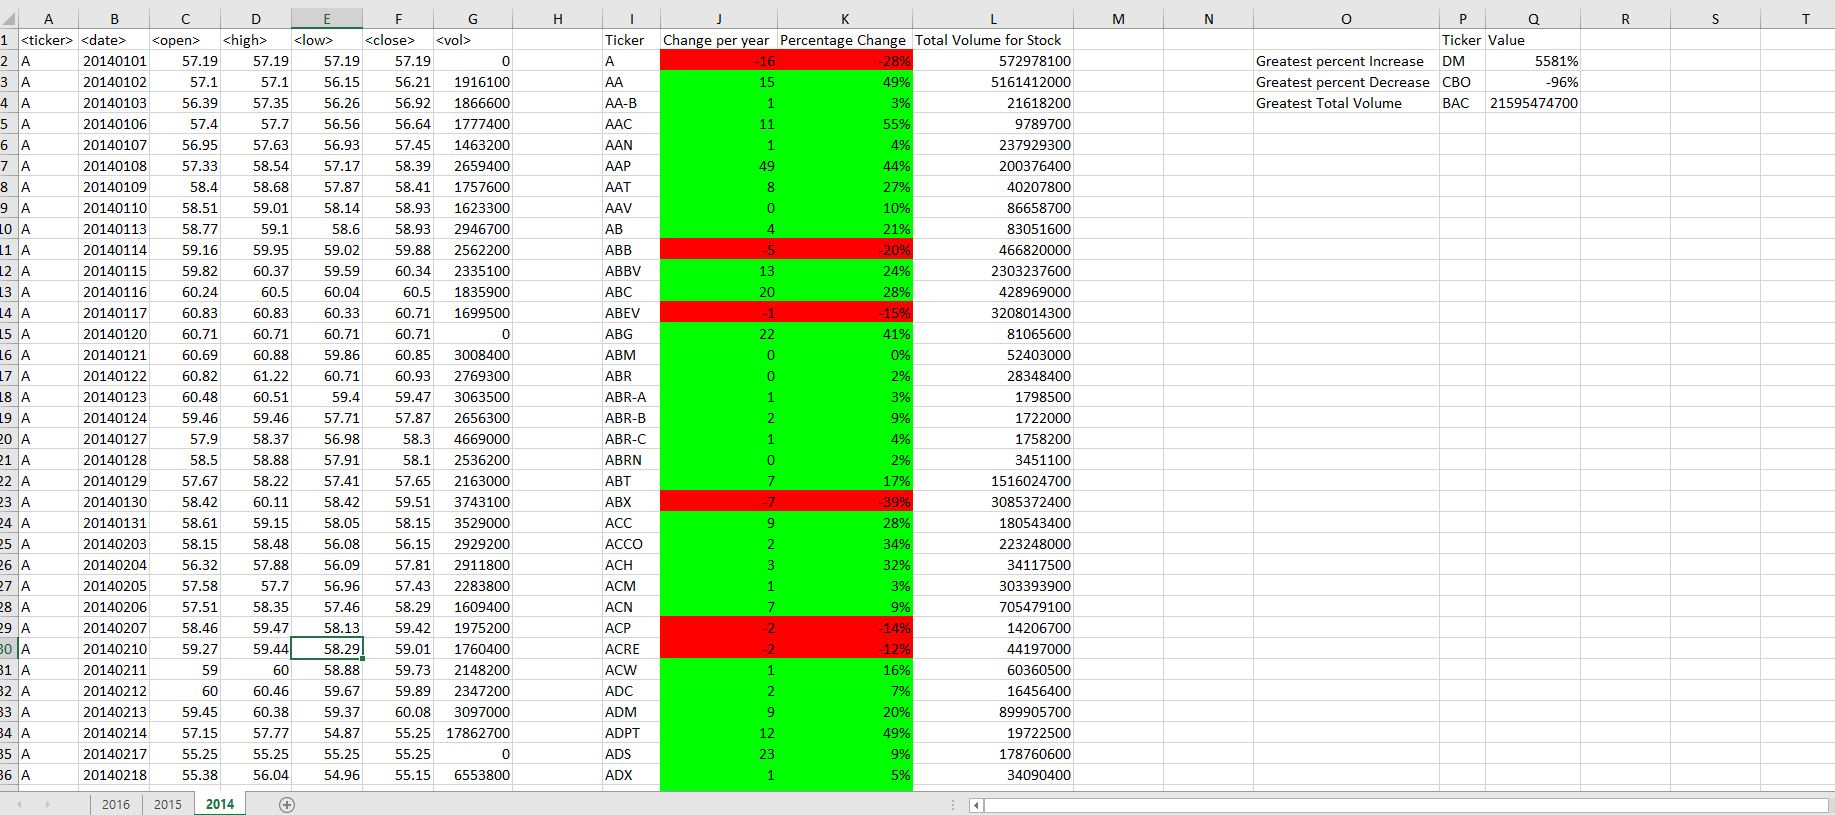 A B C D E F G H I J K L M N O P Q R S T
1 <ticker> <date> <open> <high> <low> <close> <vol> Ticker Change per year Percentage Change Total Volume for Stock Ticker Value
2 A 20140101 57.19 57.19 57.19 57.19 0 A -16 -28% 572978100 Greatest percent Increase DM 5581%
3 A 20140102 57.1 57.1 56.15 56.21 1916100 AA 15 49% 5161412000 Greatest percent Decrease CBO -96%
4 A 20140103 56.39 57.35 56.26 56.92 1866600 AA-B 1 3% 21618200 Greatest Total Volume BAC 21595474700
5 A 20140106 57.4 57.7 56.56 56.64 1777400 AAC 11 55% 9789700
6 A 20140107 56.95 57.63 56.93 57.45 1463200 AAN 1 4% 237929300
7 A 20140108 57.33 58.54 57.17 58.39 2659400 AAP 49 44% 200376400
8 A 20140109 58.4 58.68 57.87 58.41 1757600 AAT 8 27% 40207800
9 A 20140110 58.51 59.01 58.14 58.93 1623300 AAV 0 10% 86658700
10 A 20140113 58.77 59.1 58.6 58.93 2946700 AB 4 21% 83051600
11 A 20140114 59.16 59.95 59.02 59.88 2562200 ABB -5 -20% 466820000
12 A 20140115 59.82 60.37 59.59 60.34 2335100 ABBV 13 24% 2303237600
13 A 20140116 60.24 60.5 60.04 60.5 1835900 ABC 20 28% 428969000
14 A 20140117 60.83 60.83 60.33 60.71 1699500 ABEV -1 -15% 3208014300
15 A 20140120 60.71 60.71 60.71 60.71 0 ABG 22 41% 81065600
16 A 20140121 60.69 60.88 59.86 60.85 3008400 ABM 0 0% 52403000
17 A 20140122 60.82 61.22 60.71 60.93 2769300 ABR 0 2% 28348400
18 A 20140123 60.48 60.51 59.4 59.47 3063500 ABR-A 1 3% 1798500
19 A 20140124 59.46 59.46 57.71 57.87 2656300 ABR-B 2 9% 1722000
20 A 20140127 57.9 58.37 56.98 58.3 4669000 ABR-C 1 4% 1758200
21 A 20140128 58.5 58.88 57.91 58.1 2536200 ABRN 0 2% 3451100
22 A 20140129 57.67 58.22 57.41 57.65 2163000 ABT 7 17% 1516024700
23 A 20140130 58.42 60.11 58.42 59.51 3743100 ABX -7 -39% 3085372400
24 A 20140131 58.61 59.15 58.05 58.15 3529000 ACC 9 28% 180543400
25 A 20140203 58.15 58.48 56.08 56.15 2929200 ACCO 2 34% 223248000
26 A 20140204 56.32 57.88 56.09 57.81 2911800 ACH 3 32% 34117500
27 A 20140205 57.58 57.7 56.96 57.43 2283800 ACM 1 3% 303393900
28 A 20140206 57.51 58.35 57.46 58.29 1609400 ACN 7 9% 705479100
29 A 20140207 58.46 59.47 58.13 59.42 1975200 ACP -2 -14% 14206700
30 A 20140210 59.27 59.44 58.29 59.01 1760400 ACRE -2 -12% 44197000
31 A 20140211 59 60 58.88 59.73 2148200 ACW 1 16% 60360500
32 A 20140212 60 60.46 59.67 59.89 2347200 ADC 2 7% 16456400
33 A 20140213 59.45 60.38 59.37 60.08 3097000 ADM 9 20% 899905700
34 A 20140214 57.15 57.77 54.87 55.25 17862700 ADPT 12 49% 19722500
35 A 20140217 55.25 55.25 55.25 55.25 0 ADS 23 9% 178760600
36 A 20140218 55.38 56.04 54.96 55.15 6553800 ADX 1 5% 34090400
2016 2015 2014